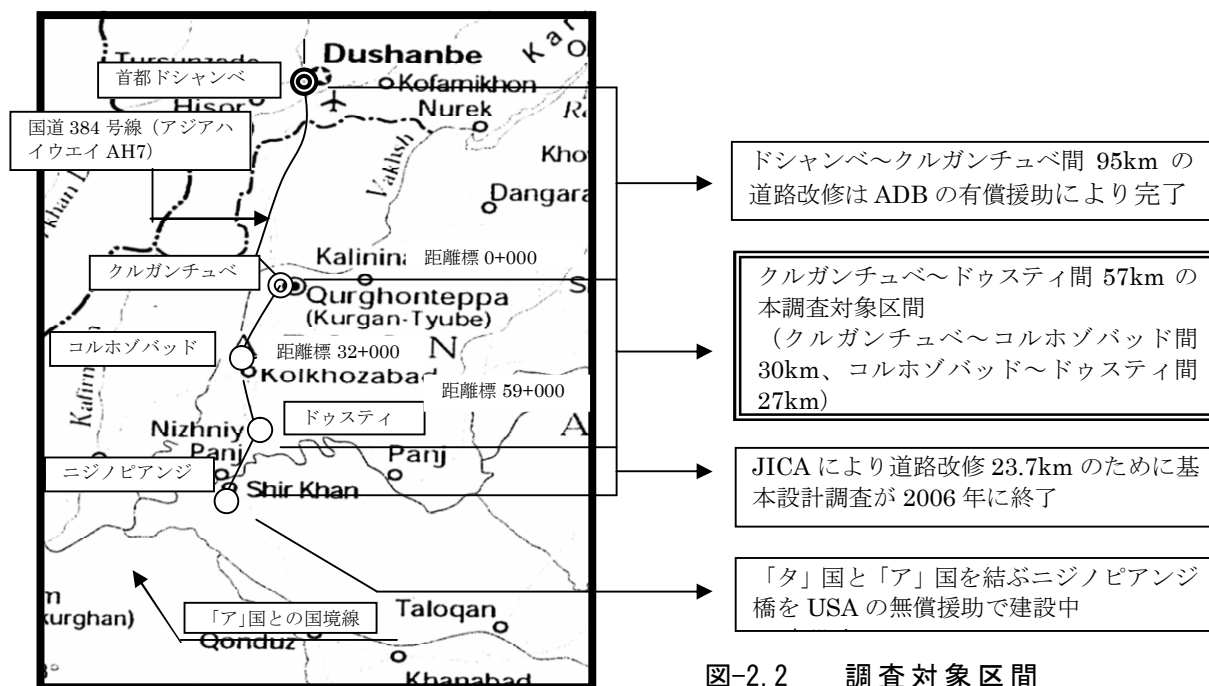 Dushanbe
Kar
首都ドシャンベ
Kofarnikhon
Hisor
Nurek
国道 384 号線（アジアハ
イウエイ AH7）
Vakhsh
Dangara
ドシャンベ～クルガンチュベ間 95km の
道路改修は ADB の有償援助により完了
クルガンチュベ
距離標 0+000
Qurghonteppa
(Kurgan-Tyube)
クルガンチュベ～ドゥスティ間 57km の
本調査対象区間
（クルガンチュベ～コルホゾバッド間
30km、コルホゾバッド～ドゥスティ間
27km）
コルホゾバッド
距離標 32+000
N
Kolkhozabad
距離標 59+000
ドゥスティ
A
Nizhniy
Panj
Panj
ニジノピアンジ
Shir Khan
JICA により道路改修 23.7km のために基
本設計調査が 2006 年に終了
「タ」国と「ア」国を結ぶニジノピアンジ
橋を USA の無償援助で建設中
「ア」国との国境線
Taloqan
Qonduz
Khanabad
図-2.2 調査対象区間